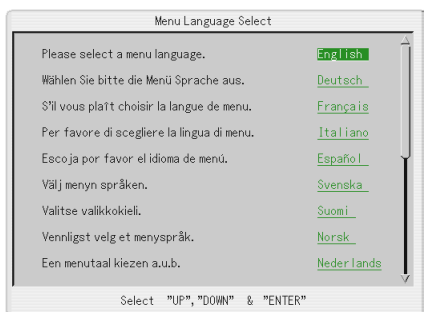 Menu Language Select
Please select a menu language. English
Wählen Sie bitte die Menü Sprache aus. Deutsch
S'il vous plaît choisir la langue de menu. Français
Per favore di scegliere la lingua di menu. Italiano
Escoja por favor el idioma de menú. Español
Välj menyn språken. Svenska
Valitse valikkokieli. Suomi
Vennligst velg et menyspråk. Norsk
Een menutaal kiezen a.u.b. Nederlands
Select "UP","DOWN" & "ENTER"